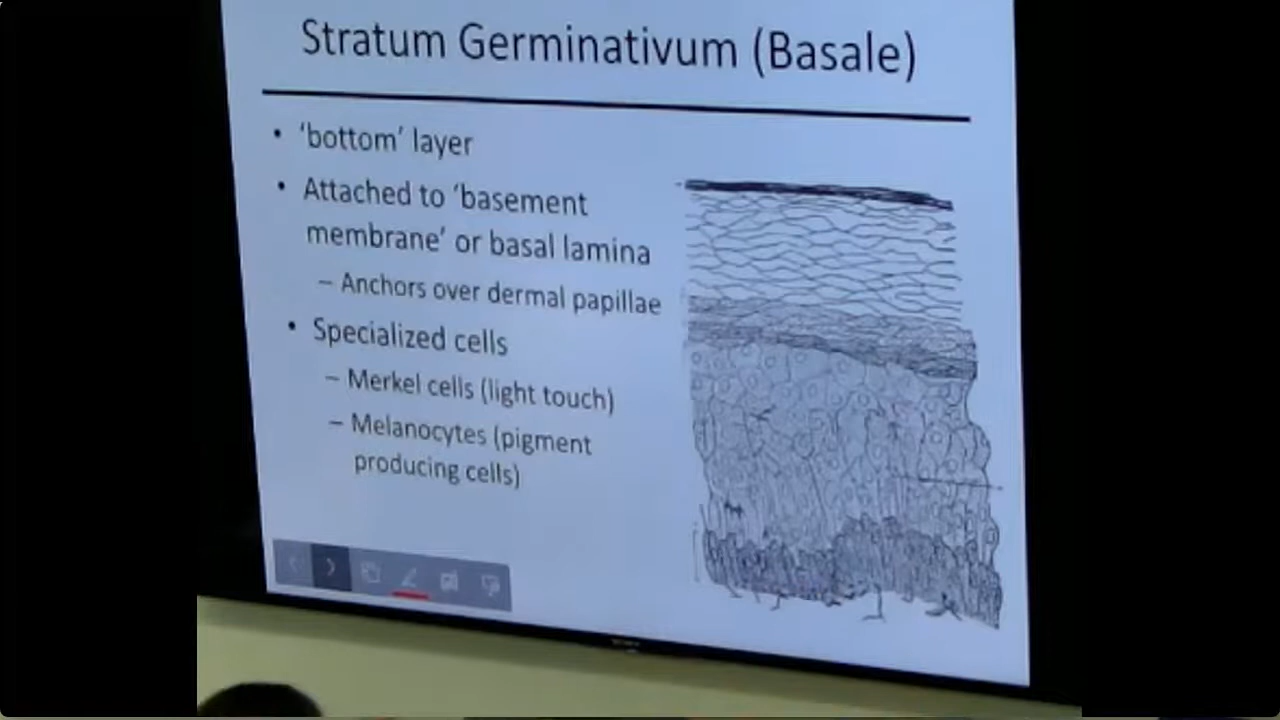 Stratum Germinativum (Basale)
• 'bottom' layer
• Attached to 'basement
membrane' or basal lamina
– Anchors over dermal papillae
• Specialized cells
– Merkel cells (light touch)
– Melanocytes (pigment
producing cells)